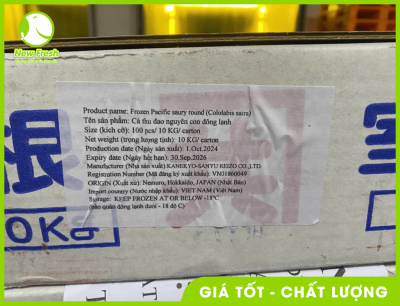 New Fresh
Product name: Frozen Pacific saury round (Cololabis saira)
Tên sản phẩm: Cá thu đao nguyên con đông lạnh
Size (kích cỡ): 100 pcs/ 10 KG/ carton
Net weight (trọng lượng tịnh): 10 KG/ carton
Production date (Ngày sản xuất): 1.Oct.2024
Expiry date (Ngày hết hạn): 30.Sep.2026
Manufacturer: KANEKYO-SANYU REIZO CO.,LTD
Registration Number (Mã đăng ký xuất khẩu): VN01860049
ORIGIN (Xuất xứ): Nemuro, Hokkaido, JAPAN (Nhật Bản)
Import country (Nước nhập khẩu): VIET NAM (Việt Nam)
Storage: KEEP FROZEN AT OR BELOW -18°C
(bảo quản đông lạnh dưới - 18 độ C)
0KG
GIÁ TỐT - CHẤT LƯỢNG